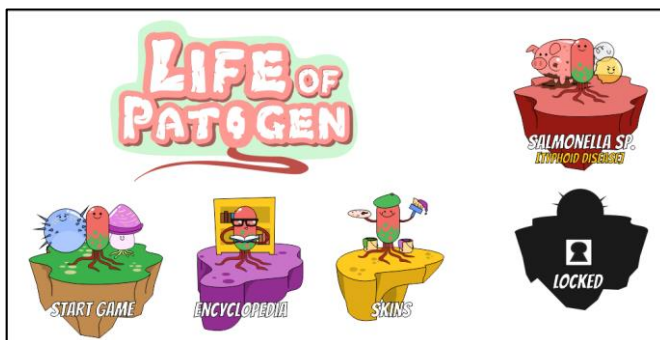 LIFE OF
PATOGEN
SALMONELLA SP.
[TYPHOID DISEASE]
START GAME
ENCYCLOPEDIA
SKINS
LOCKED